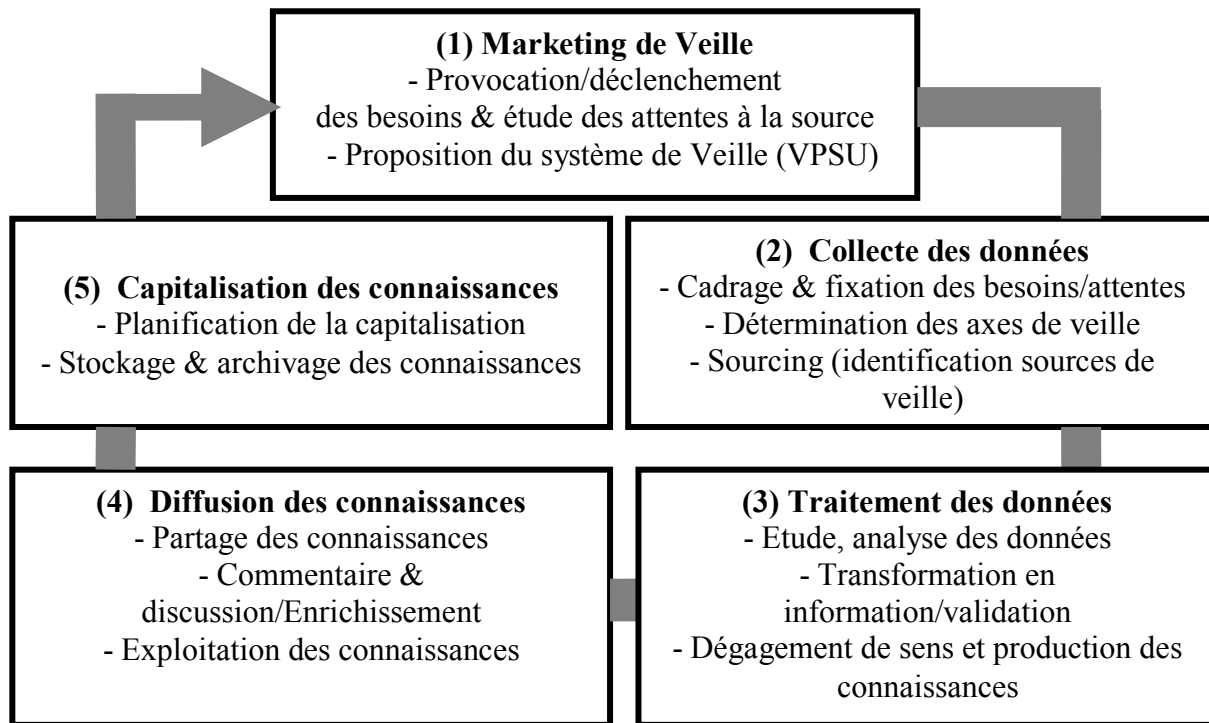 (1) Marketing de Veille
- Provocation/déclenchement
des besoins & étude des attentes à la source
- Proposition du système de Veille (VPSU)
(2) Collecte des données
- Cadrage & fixation des besoins/attentes
- Détermination des axes de veille
- Sourcing (identification sources de
veille)
(3) Traitement des données
- Etude, analyse des données
- Transformation en
information/validation
- Dégagement de sens et production des
connaissances
(4) Diffusion des connaissances
- Partage des connaissances
- Commentaire &
discussion/Enrichissement
- Exploitation des connaissances
(5) Capitalisation des connaissances
- Planification de la capitalisation
- Stockage & archivage des connaissances